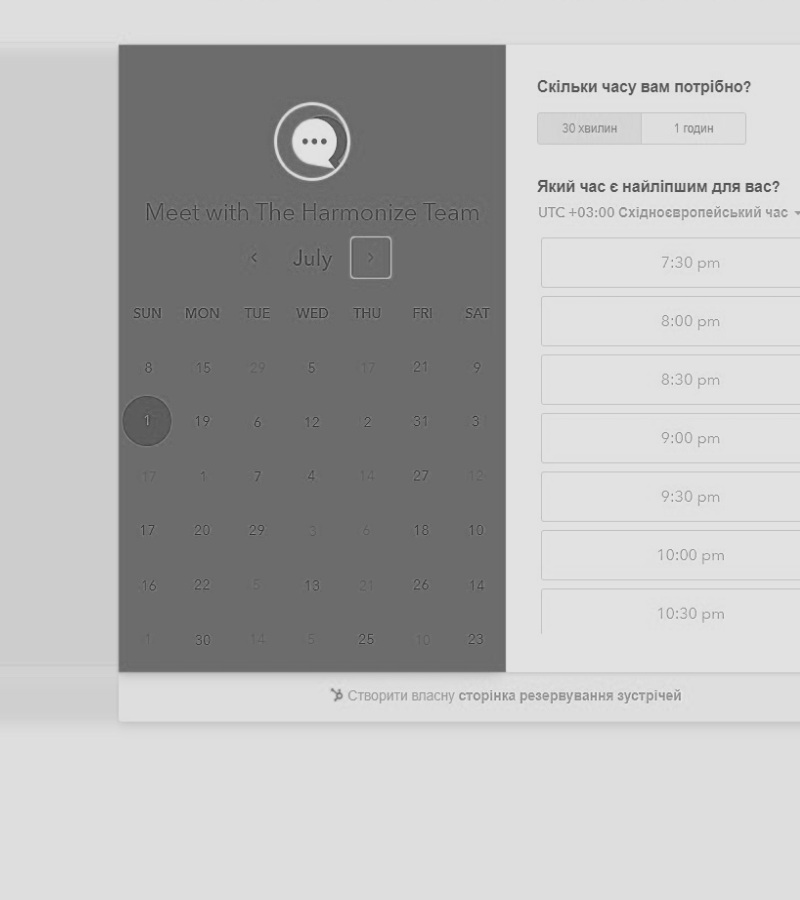 Meet with The Harmonize Team
July
SUN MON TUE WED THU FRI SAT
8 15 29 5 17 21 9
1 19 6 12 2 31 3
17 1 7 4 14 27 12
17 20 29 3 6 18 10
16 22 5 13 21 26 14
1 30 14 5 25 10 23
Скільки часу вам потрібно?
30 хвилин 1 годин
Який час є найліпшим для вас?
UTC +03:00 Східноєвропейський час
7:30 pm
8:00 pm
8:30 pm
9:00 pm
9:30 pm
10:00 pm
10:30 pm
Створити власну сторінка резервування зустрічей